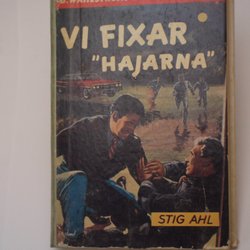 VI FIXAR
"HAJARNA"
STIG AHL